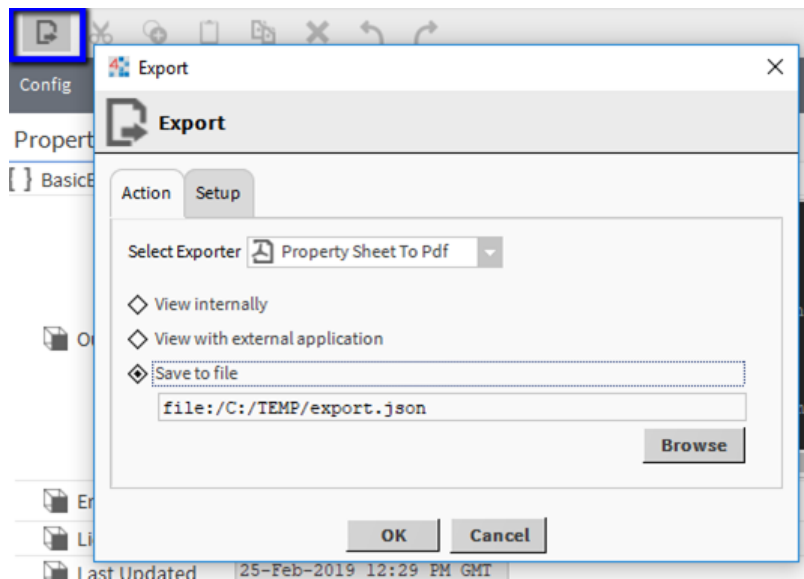 Export
Config
Export
Propert
{ } BasicE
Action Setup
Select Exporter Property Sheet To Pdf
View internally
View with external application
Save to file
file:/C:/TEMP/export.json
Browse
OK Cancel
Last Updated 25-Feb-2019 12:29 PM GMT